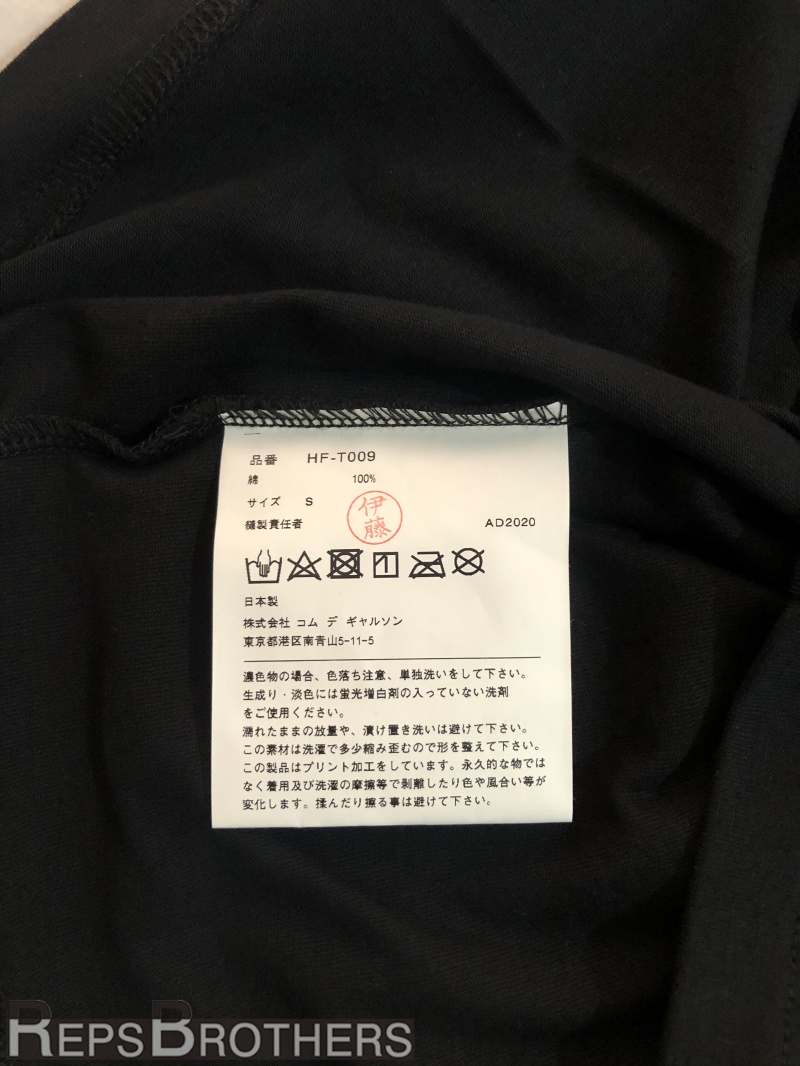 品番 HF-T009
綿 100%
サイズ S
伊藤
縫製責任者 AD2020
日本製
株式会社 コム デ ギャルソン
東京都港区南青山5-11-5
濃色物の場合、色落ち注意、単独洗いをして下さい。
生成り・淡色には蛍光増白剤の入っていない洗剤
をご使用ください。
濡れたままの放量や、漬け置き洗いは避けて下さい。
この素材は洗濯で多少縮み歪むので形を整えて下さい。
この製品はプリント加工をしています。永久的な物では
なく着用及び洗濯の摩擦等で剥離したり色や風合い等が
変化します。揉んだり擦る事は避けて下さい。
REPSBROTHERS